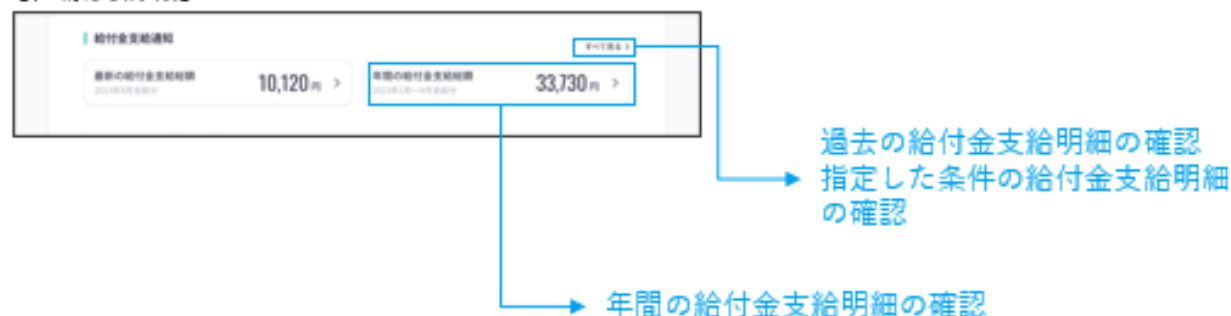 給付金支給通知
すべて見る >
最新の給付金支給総額
10,120円 >
年間の給付金支給総額
33,730円 >
過去の給付金支給明細の確認
指定した条件の給付金支給明細
の確認
年間の給付金支給明細の確認